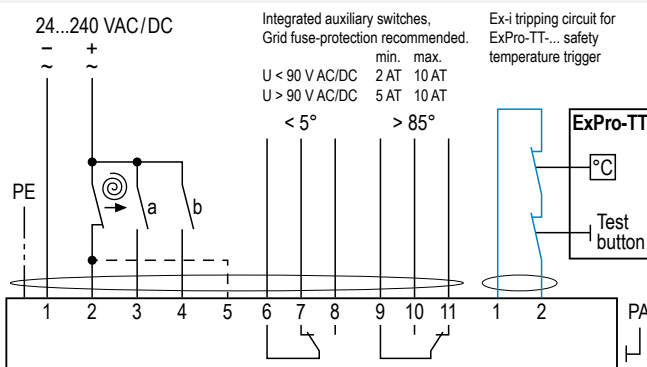 24...240 VAC/DC
– +
~ ~
Integrated auxiliary switches,
Grid fuse-protection recommended.
min. max.
U < 90 V AC/DC 2 AT 10 AT
U > 90 V AC/DC 5 AT 10 AT
< 5° > 85°
Ex-i tripping circuit for
ExPro-TT-... safety
temperature trigger
ExPro-TT
°C
Test
button
PE
a b
1 2 3 4 5 6 7 8 9 10 11 1 2
PA